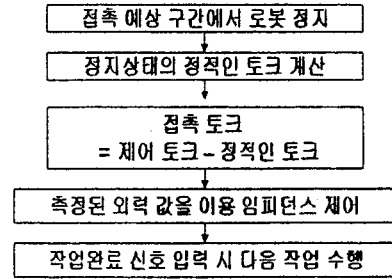 접촉 예상 구간에서 로봇 정지
정지상태의 정적인 토크 계산
접촉 토크
= 제어 토크 – 정적인 토크
측정된 외력 값을 이용 임피던스 제어
작업완료 신호 입력 시 다음 작업 수행